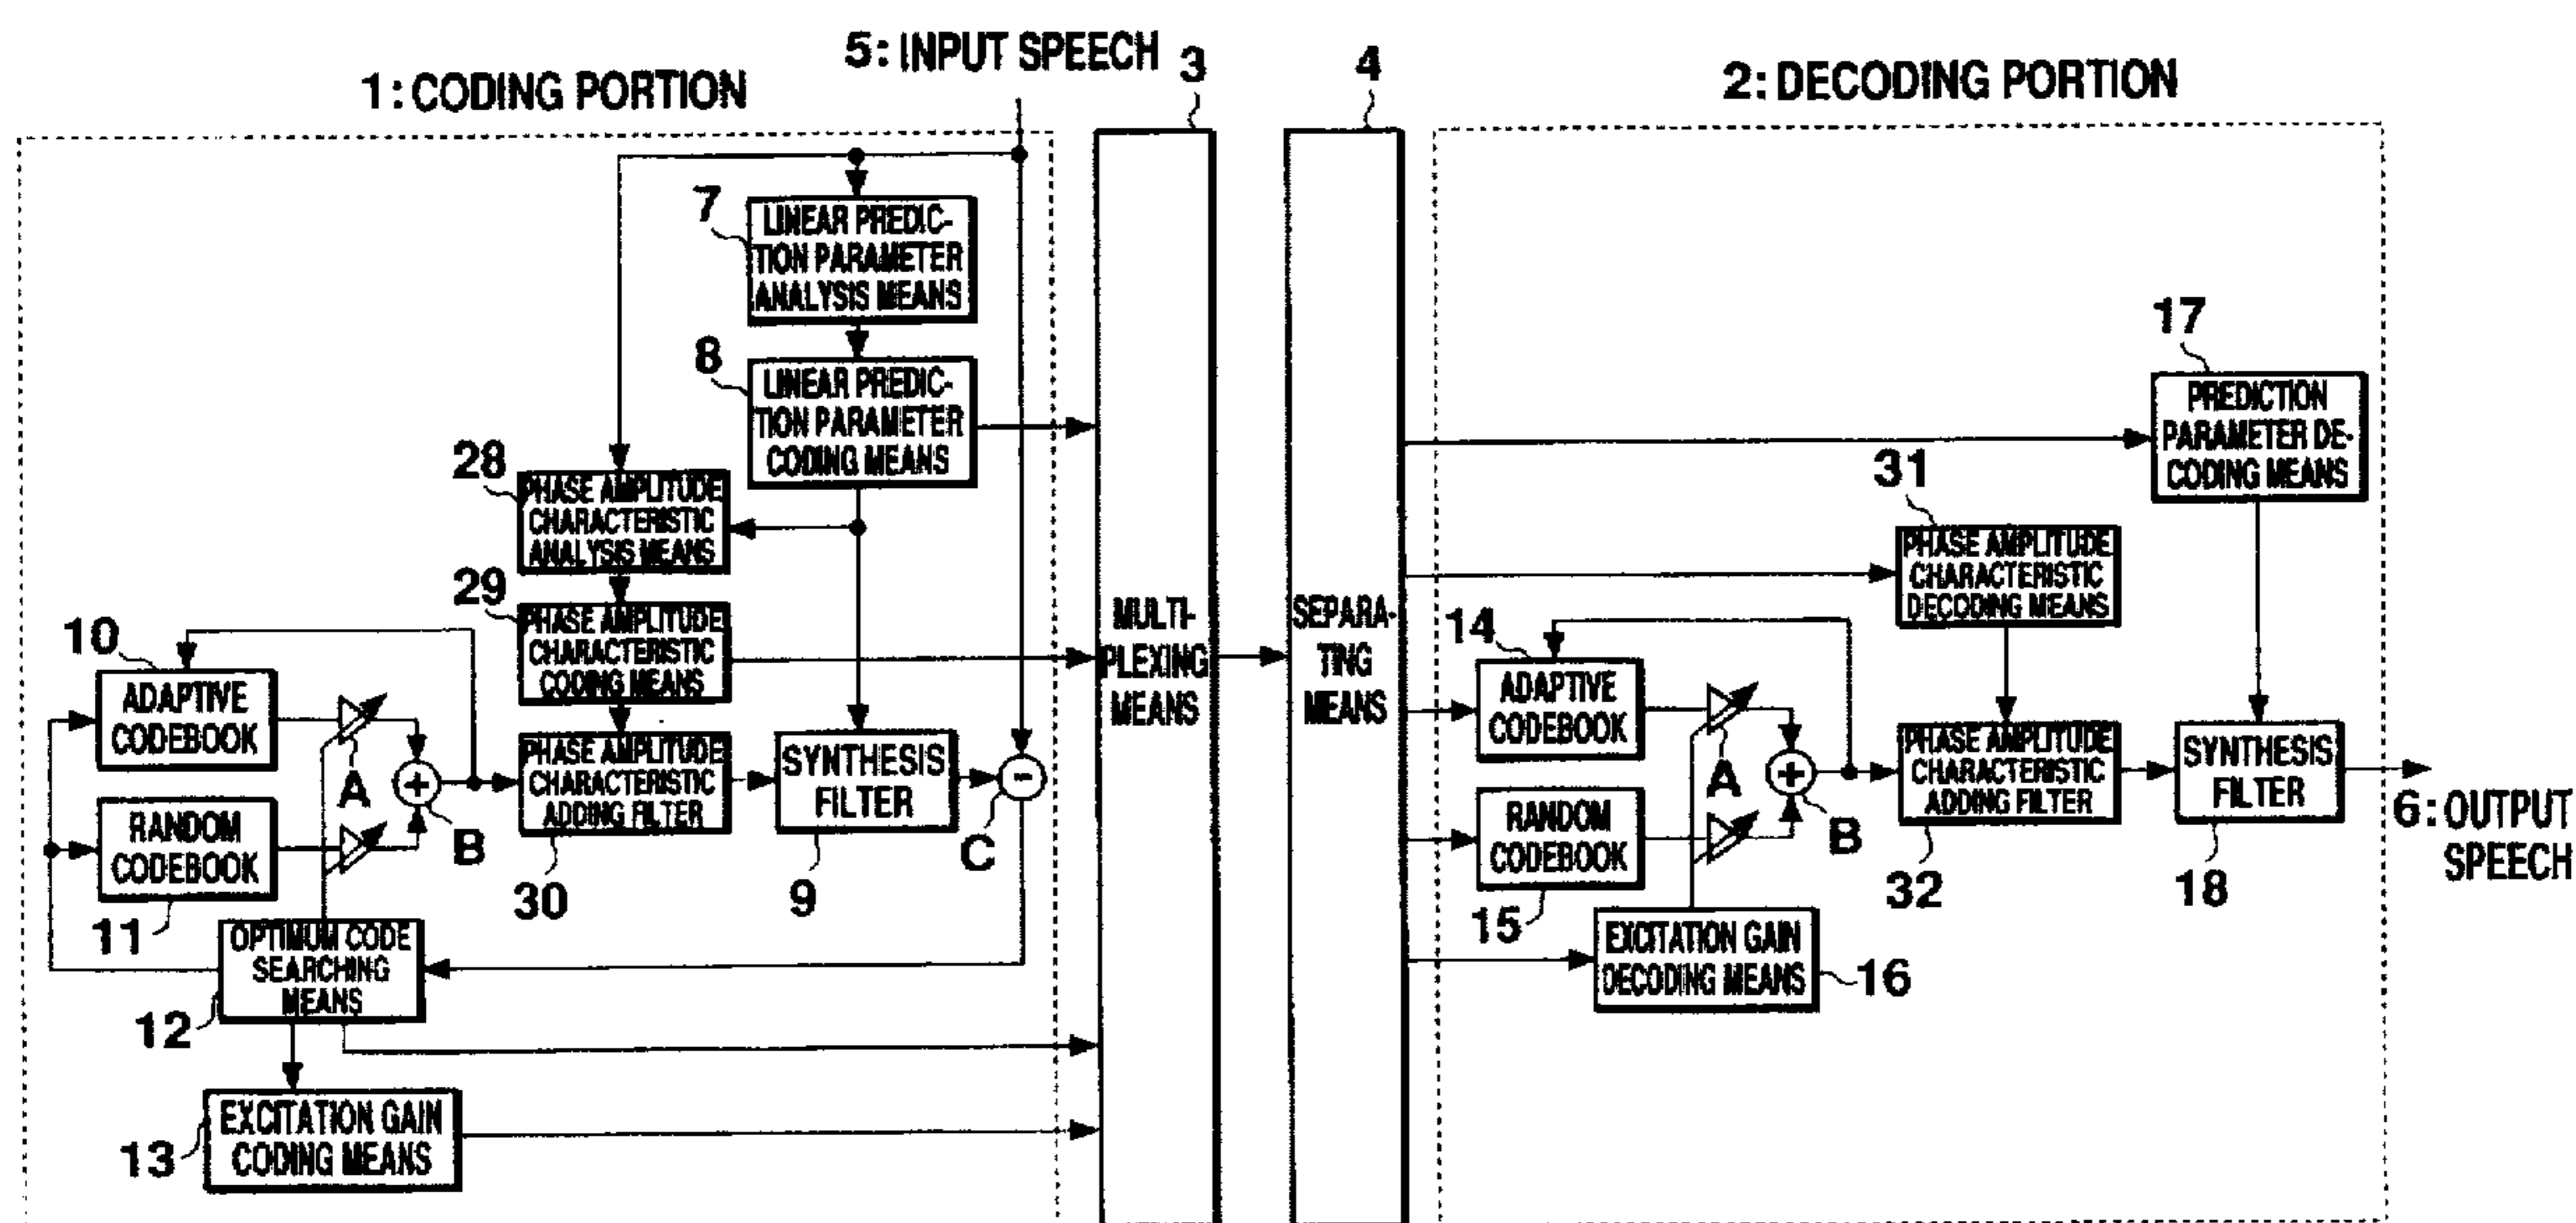 5: INPUT SPEECH
3
4
1: CODING PORTION
2: DECODING PORTION
7
LINEAR PREDIC-
TION PARAMETER
ANALYSIS MEANS
8
LINEAR PREDIC-
TION PARAMETER
CODING MEANS
28
PHASE AMPLITUDE
CHARACTERISTIC
ANALYSIS MEANS
29
PHASE AMPLITUDE
CHARACTERISTIC
CODING MEANS
10
ADAPTIVE
CODEBOOK
A
B
RANDOM
CODEBOOK
11
PHASE AMPLITUDE
CHARACTERISTIC
ADDING FILTER
30
SYNTHESIS
FILTER
9
C
OPTIMUM CODE
SEARCHING
MEANS
12
EXCITATION GAIN
CODING MEANS
13
MULTI-
PLEXING
MEANS
SEPARA-
TING
MEANS
17
PREDICTION
PARAMETER DE-
CODING MEANS
31
PHASE AMPLITUDE
CHARACTERISTIC
DECODING MEANS
14
ADAPTIVE
CODEBOOK
A
B
RANDOM
CODEBOOK
15
EXCITATION GAIN
DECODING MEANS
16
PHASE AMPLITUDE
CHARACTERISTIC
ADDING FILTER
32
SYNTHESIS
FILTER
18
6: OUTPUT
SPEECH